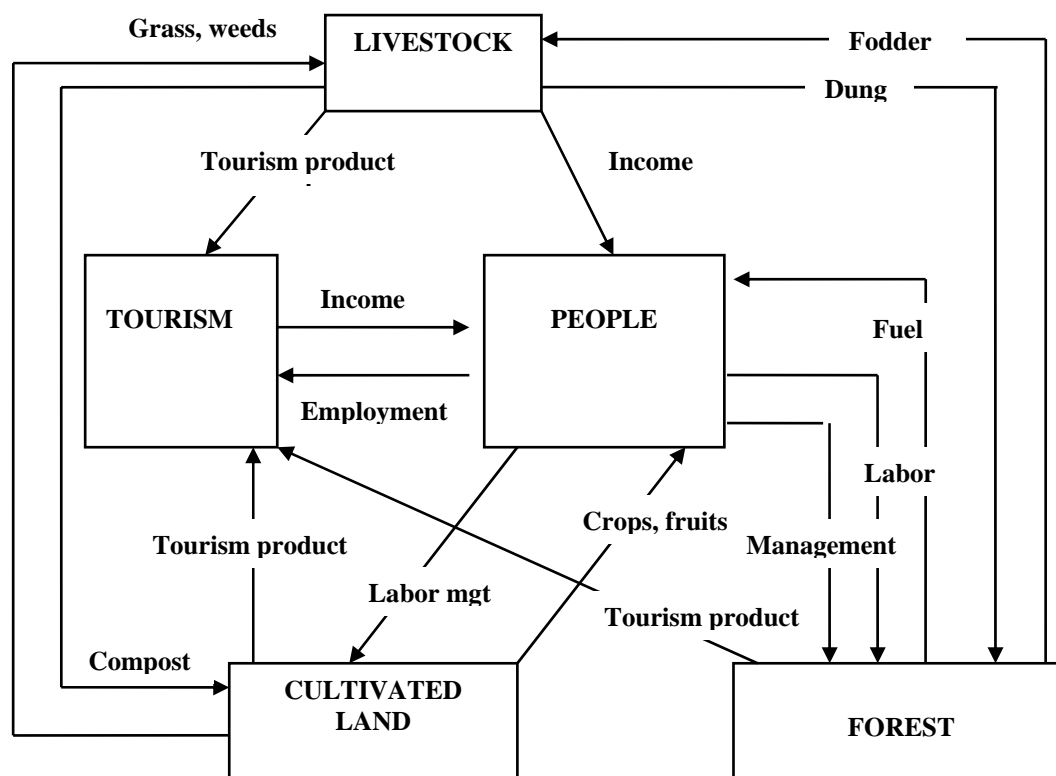 Grass, weeds
LIVESTOCK
Fodder
Dung
Tourism product
Income
TOURISM
Income
PEOPLE
Fuel
Employment
Labor
Crops, fruits
Tourism product
Management
Labor mgt
Tourism product
Compost
CULTIVATED
LAND
FOREST